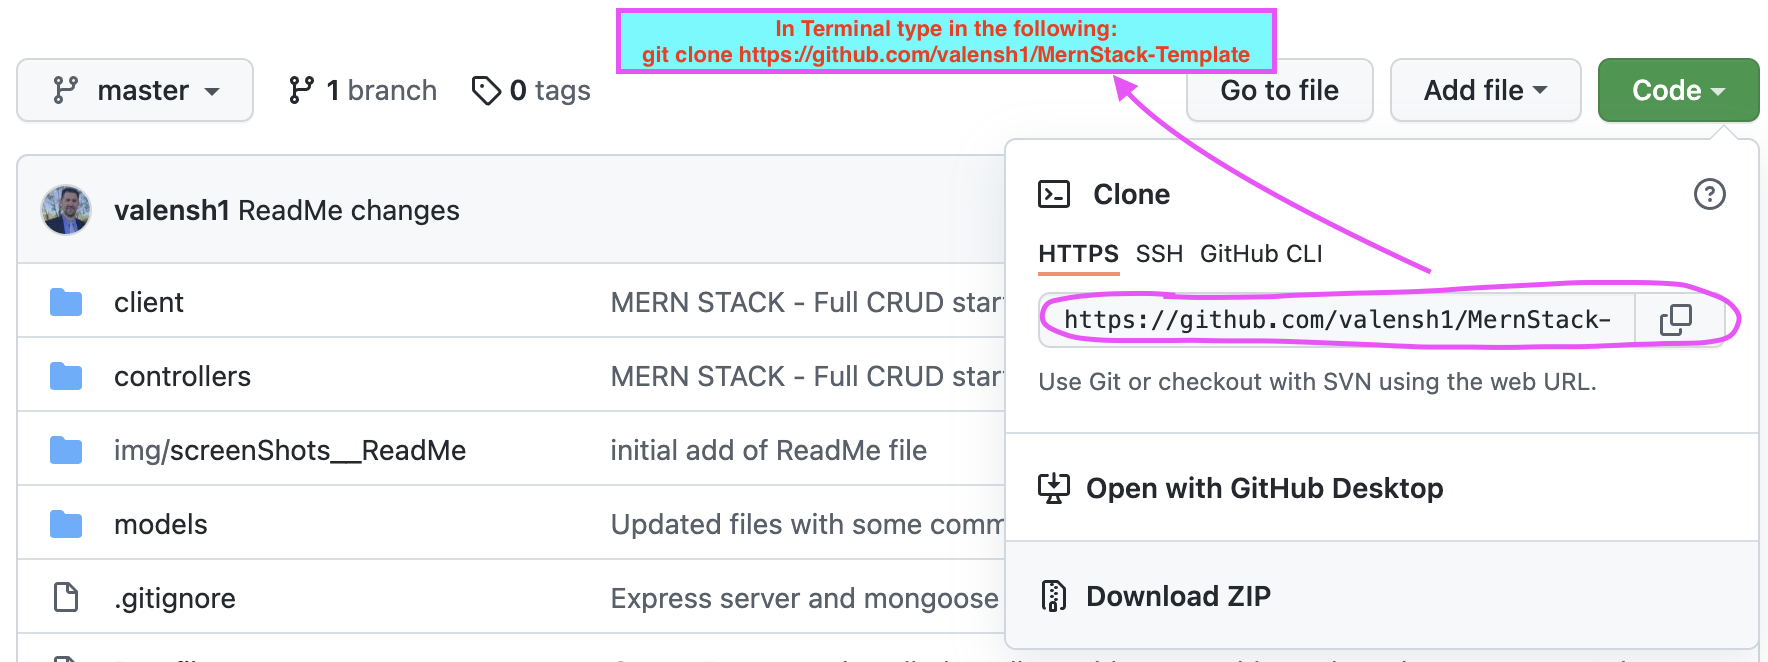 In Terminal type in the following:
git clone https://github.com/valensh1/MernStack-Template
master
1 branch
0 tags
Go to file
Add file
Code
valensh1 ReadMe changes
Clone
HTTPS SSH GitHub CLI
https://github.com/valensh1/MernStack-
Use Git or checkout with SVN using the web URL.
Open with GitHub Desktop
Download ZIP
client
MERN STACK - Full CRUD star
controllers
MERN STACK - Full CRUD star
img/screenShots__ReadMe
initial add of ReadMe file
models
Updated files with some comm
.gitignore
Express server and mongoose